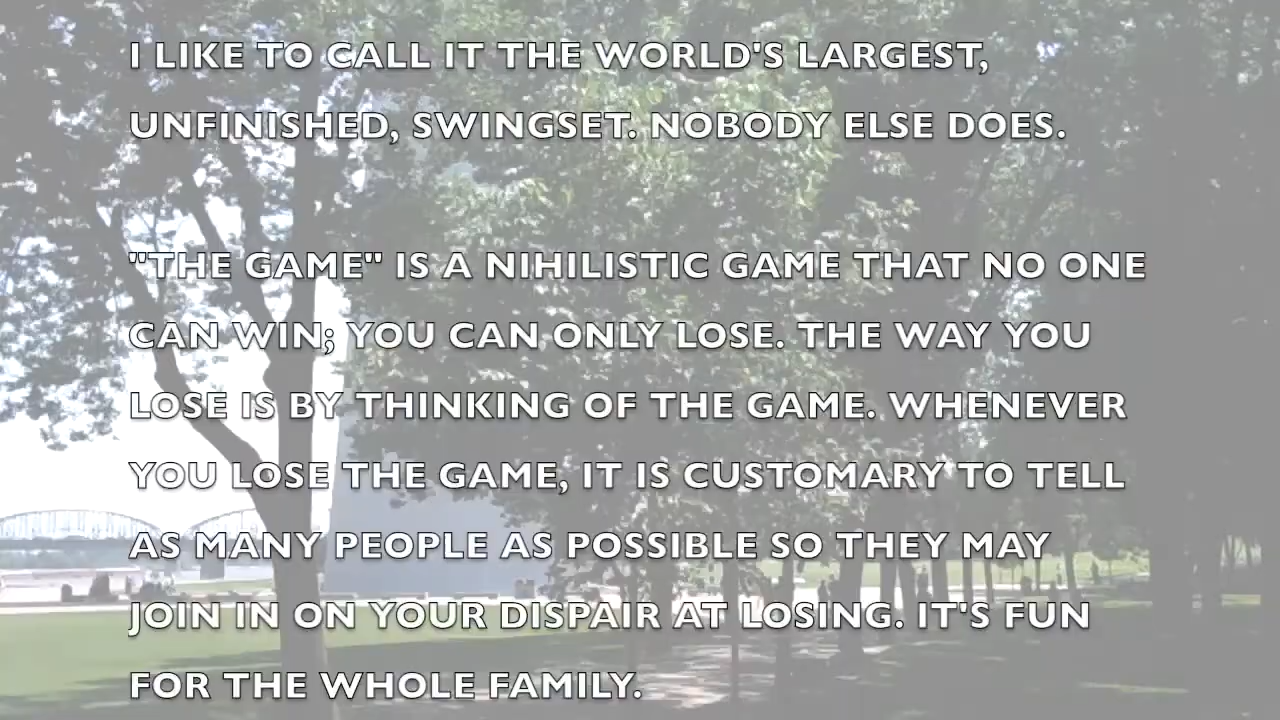 I LIKE TO CALL IT THE WORLD'S LARGEST,
UNFINISHED, SWINGSET. NOBODY ELSE DOES.
"THE GAME" IS A NIHILISTIC GAME THAT NO ONE
CAN WIN; YOU CAN ONLY LOSE. THE WAY YOU
LOSE IS BY THINKING OF THE GAME. WHENEVER
YOU LOSE THE GAME, IT IS CUSTOMARY TO TELL
AS MANY PEOPLE AS POSSIBLE SO THEY MAY
JOIN IN ON YOUR DISPAIR AT LOSING. IT'S FUN
FOR THE WHOLE FAMILY.